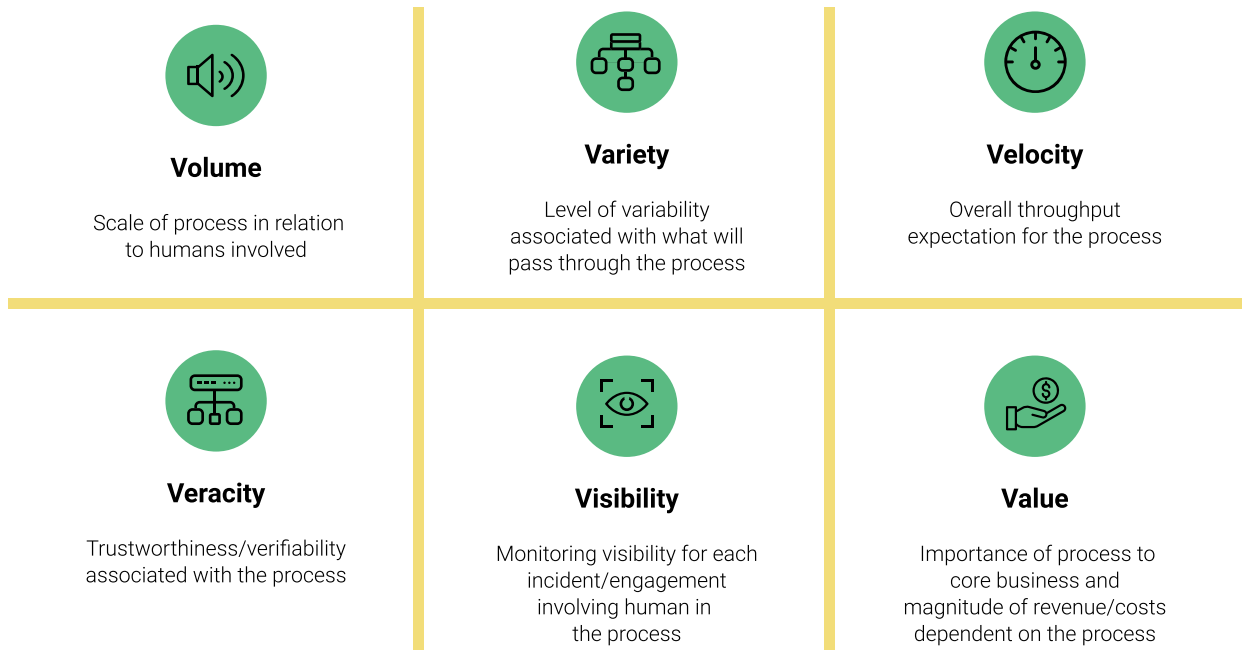 Volume
Scale of process in relation
to humans involved
Variety
Level of variability
associated with what will
pass through the process
Velocity
Overall throughput
expectation for the process
Veracity
Trustworthiness/verifiability
associated with the process
Visibility
Monitoring visibility for each
incident/engagement
involving human in
the process
$
Value
Importance of process to
core business and
magnitude of revenue/costs
dependent on the process